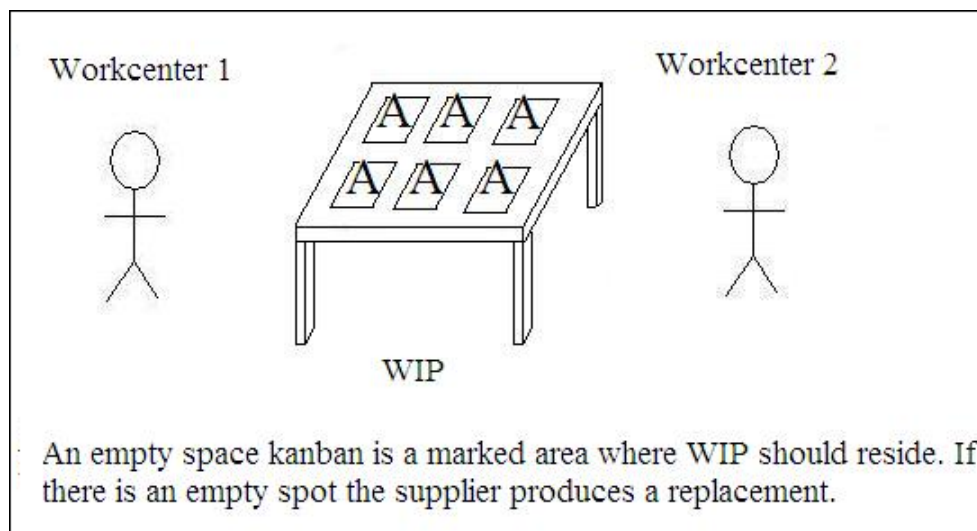 Workcenter 1
Workcenter 2
A A A
A A A
WIP
An empty space kanban is a marked area where WIP should reside. If
there is an empty spot the supplier produces a replacement.